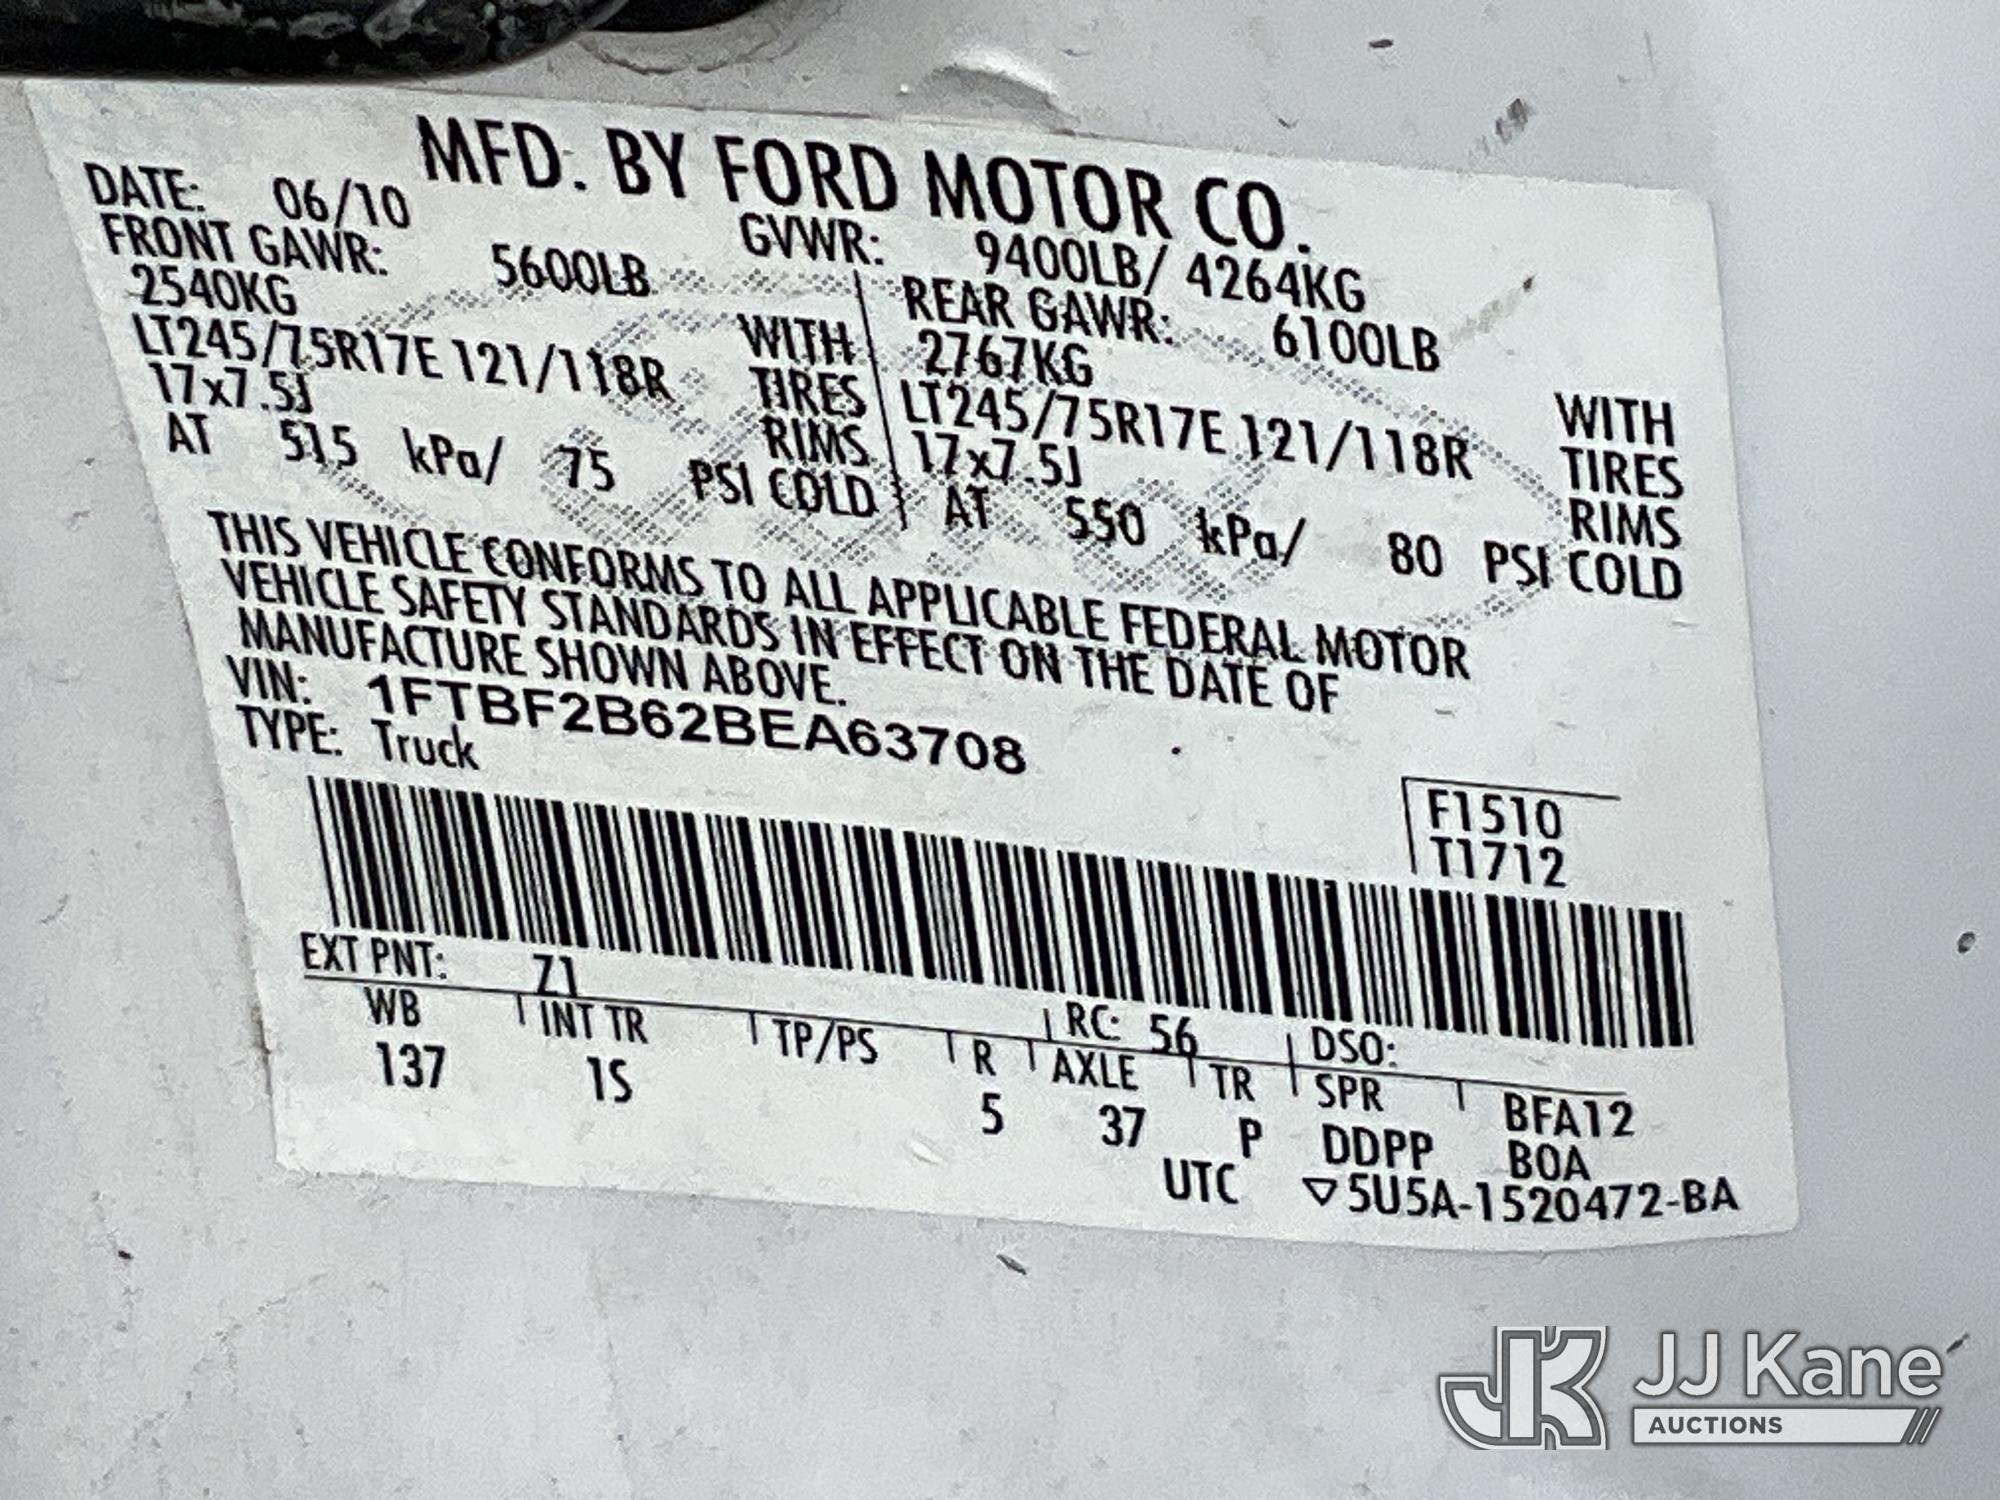 MFD. BY FORD MOTOR CO.
DATE: 06/10 GVWR: 9400LB/ 4264KG
FRONT GAWR: 5600LB REAR GAWR: 6100LB
2540KG WITH 2767KG WITH
LT245/75R17E 121/118R TIRES LT245/75R17E 121/118R TIRES
17x7.5J RIMS 17x7.5J RIMS
AT 515 kPa/ 75 PSI COLD AT 550 kPa/ 80 PSI COLD
THIS VEHICLE CONFORMS TO ALL APPLICABLE FEDERAL MOTOR
VEHICLE SAFETY STANDARDS IN EFFECT ON THE DATE OF
MANUFACTURE SHOWN ABOVE.
VIN: 1FTBF2B62BEA63708
TYPE: Truck
F1510
T1712
EXT PNT: Z1 RC: 56 DSO:
WB INT TR TP/PS R AXLE TR SPR BFA12
137 1S 5 37 P DDPP BOA
UTC ▽5U5A-1520472-BA
JK JJ Kane
AUCTIONS